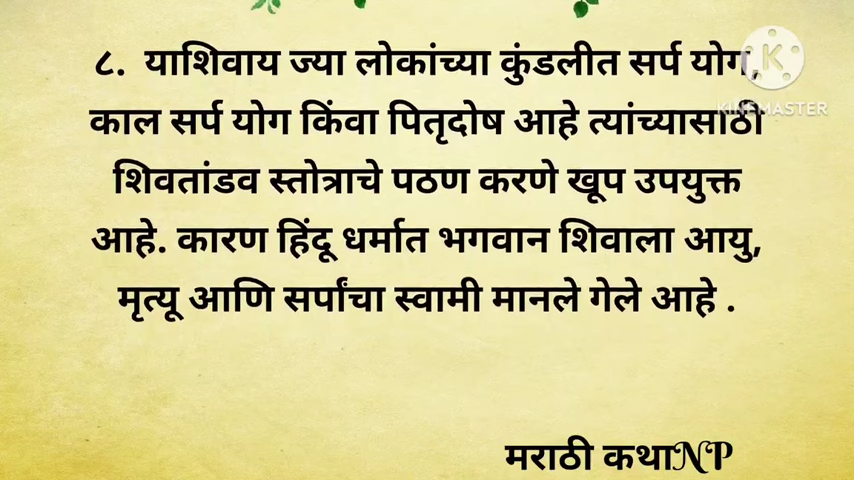 ८. याशिवाय ज्या लोकांच्या कुंडलीत सर्प योग,
काल सर्प योग किंवा पितृदोष आहे त्यांच्यासाठी
शिवतांडव स्तोत्राचे पठण करणे खूप उपयुक्त
आहे. कारण हिंदू धर्मात भगवान शिवाला आयु,
मृत्यू आणि सर्पांचा स्वामी मानले गेले आहे .
मराठी कथाNP
K
KINEMASTER